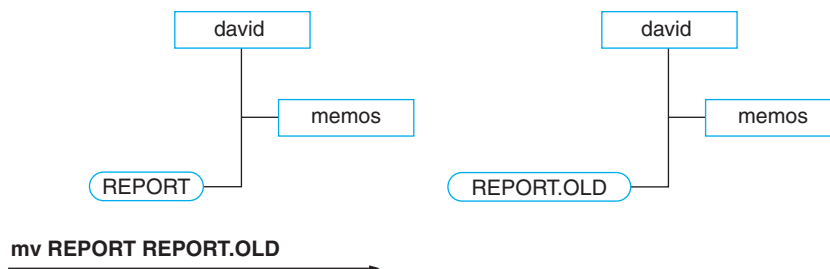 david
david
memos
memos
REPORT
REPORT.OLD
mv REPORT REPORT.OLD